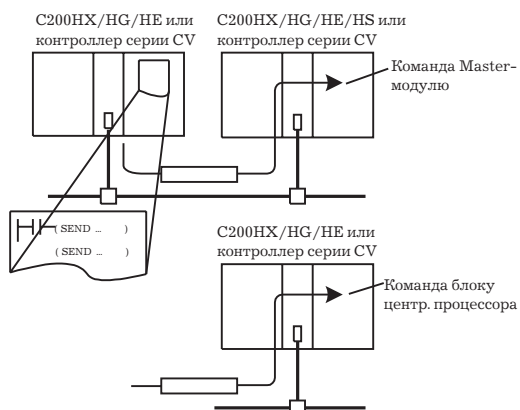 C200HX/HG/HE или
контроллер серии CV
C200HX/HG/HE/HS или
контроллер серии CV
Команда Master-
модулю
( SEND ... )
( SEND ... )
C200HX/HG/HE или
контроллер серии CV
Команда блоку
центр. процессора